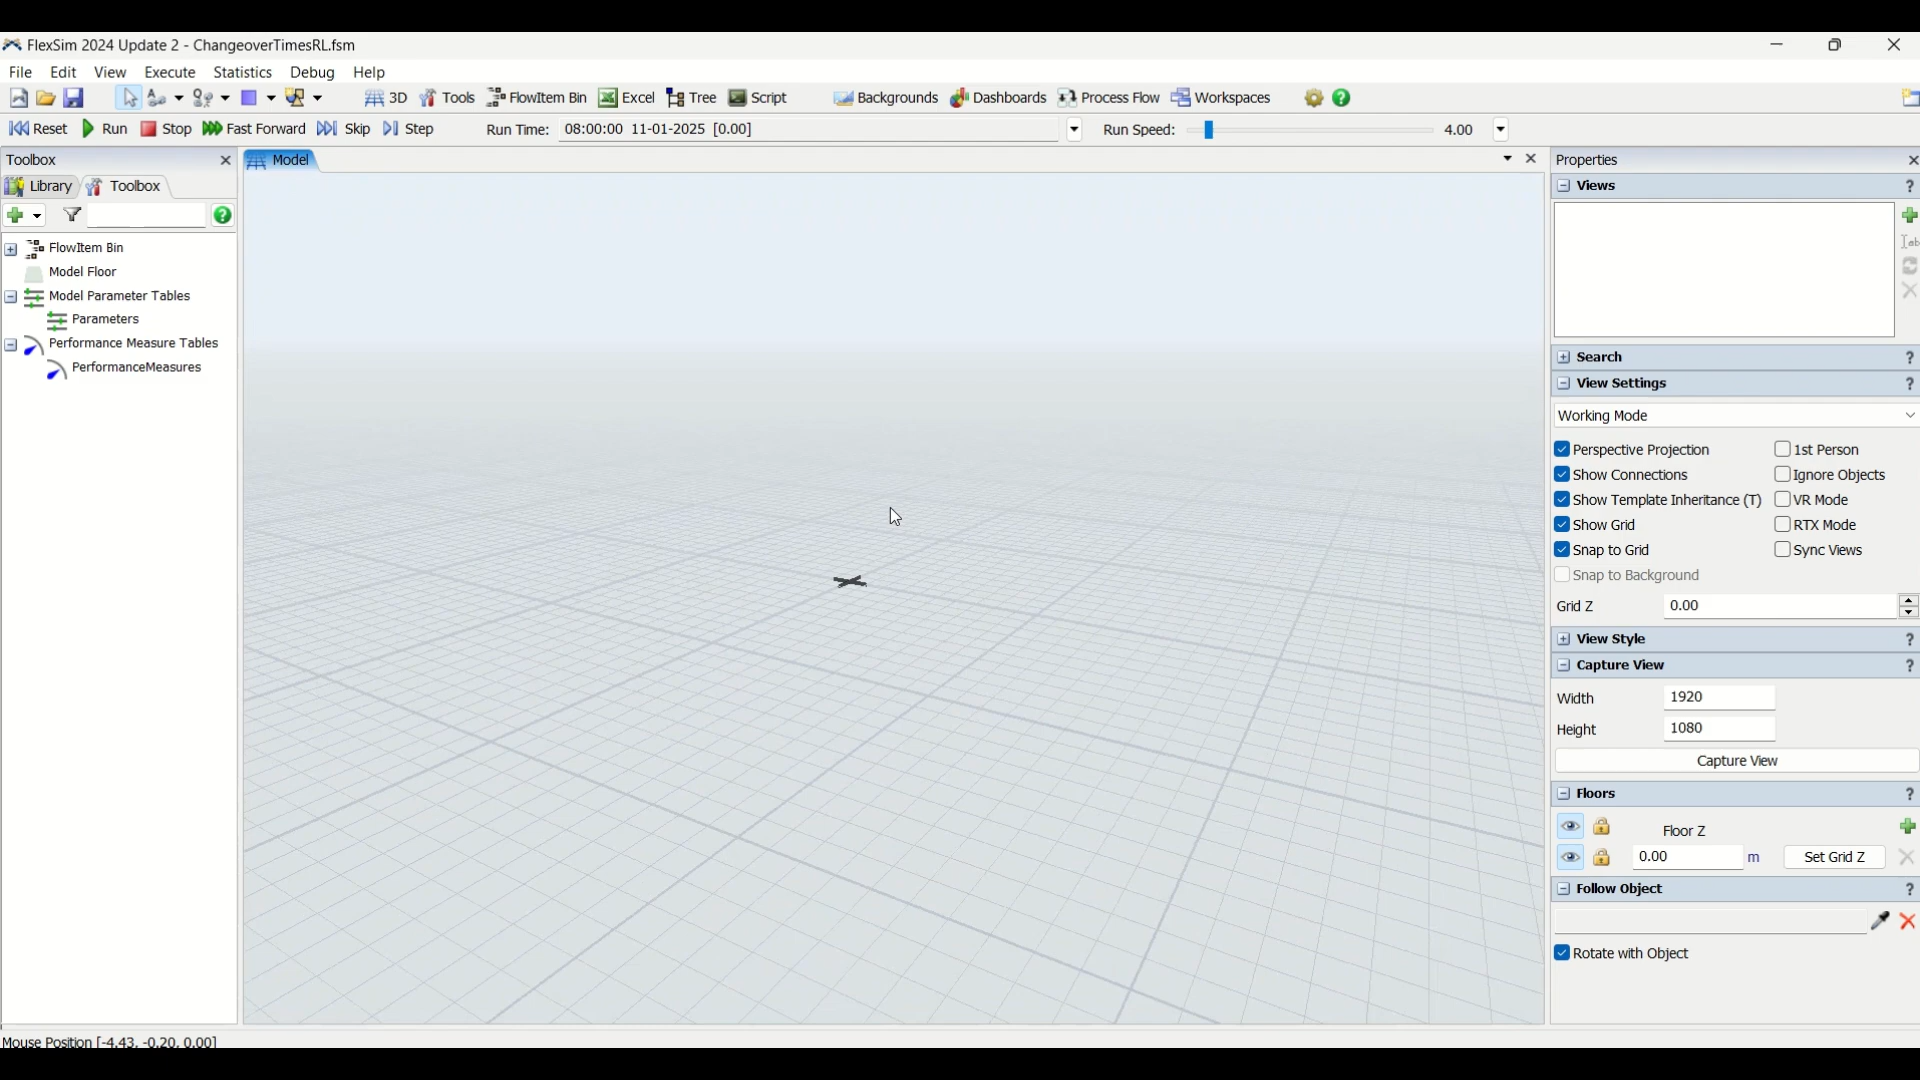 FlexSim 2024 Update 2 - ChangeoverTimesRL.fsm
File Edit View Execute Statistics Debug Help
3D Tools FlowItem Bin Excel Tree Script Backgrounds Dashboards Process Flow Workspaces
Reset Run Stop Fast Forward Skip Step Run Time: 08:00:00 11-01-2025 [0.00] Run Speed: 4.00
Toolbox
Library Toolbox
FlowItem Bin
Model Floor
Model Parameter Tables
Parameters
Performance Measure Tables
PerformanceMeasures
Model
Properties
Views
Search
View Settings
Working Mode
Perspective Projection 1st Person
Show Connections Ignore Objects
Show Template Inheritance (T) VR Mode
Show Grid RTX Mode
Snap to Grid Sync Views
Snap to Background
Grid Z 0.00
View Style
Capture View
Width 1920
Height 1080
Capture View
Floors
Floor Z
0.00 m Set Grid Z
Follow Object
Rotate with Object
Mouse Position [-4.43, -0.20, 0.00]